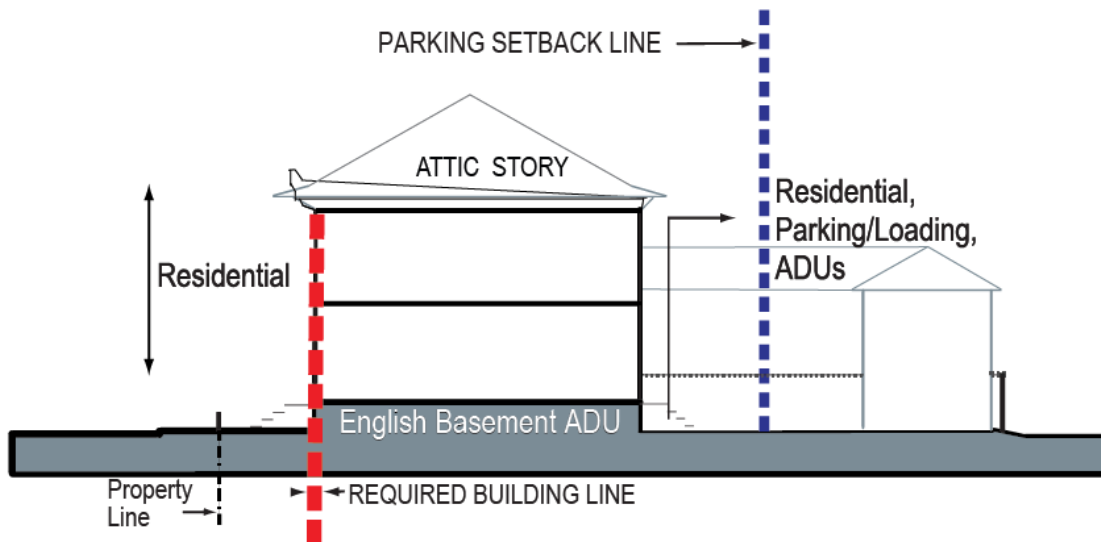 PARKING SETBACK LINE
ATTIC STORY
Residential,
Parking/Loading,
ADUs
Residential
English Basement ADU
Property
Line
REQUIRED BUILDING LINE